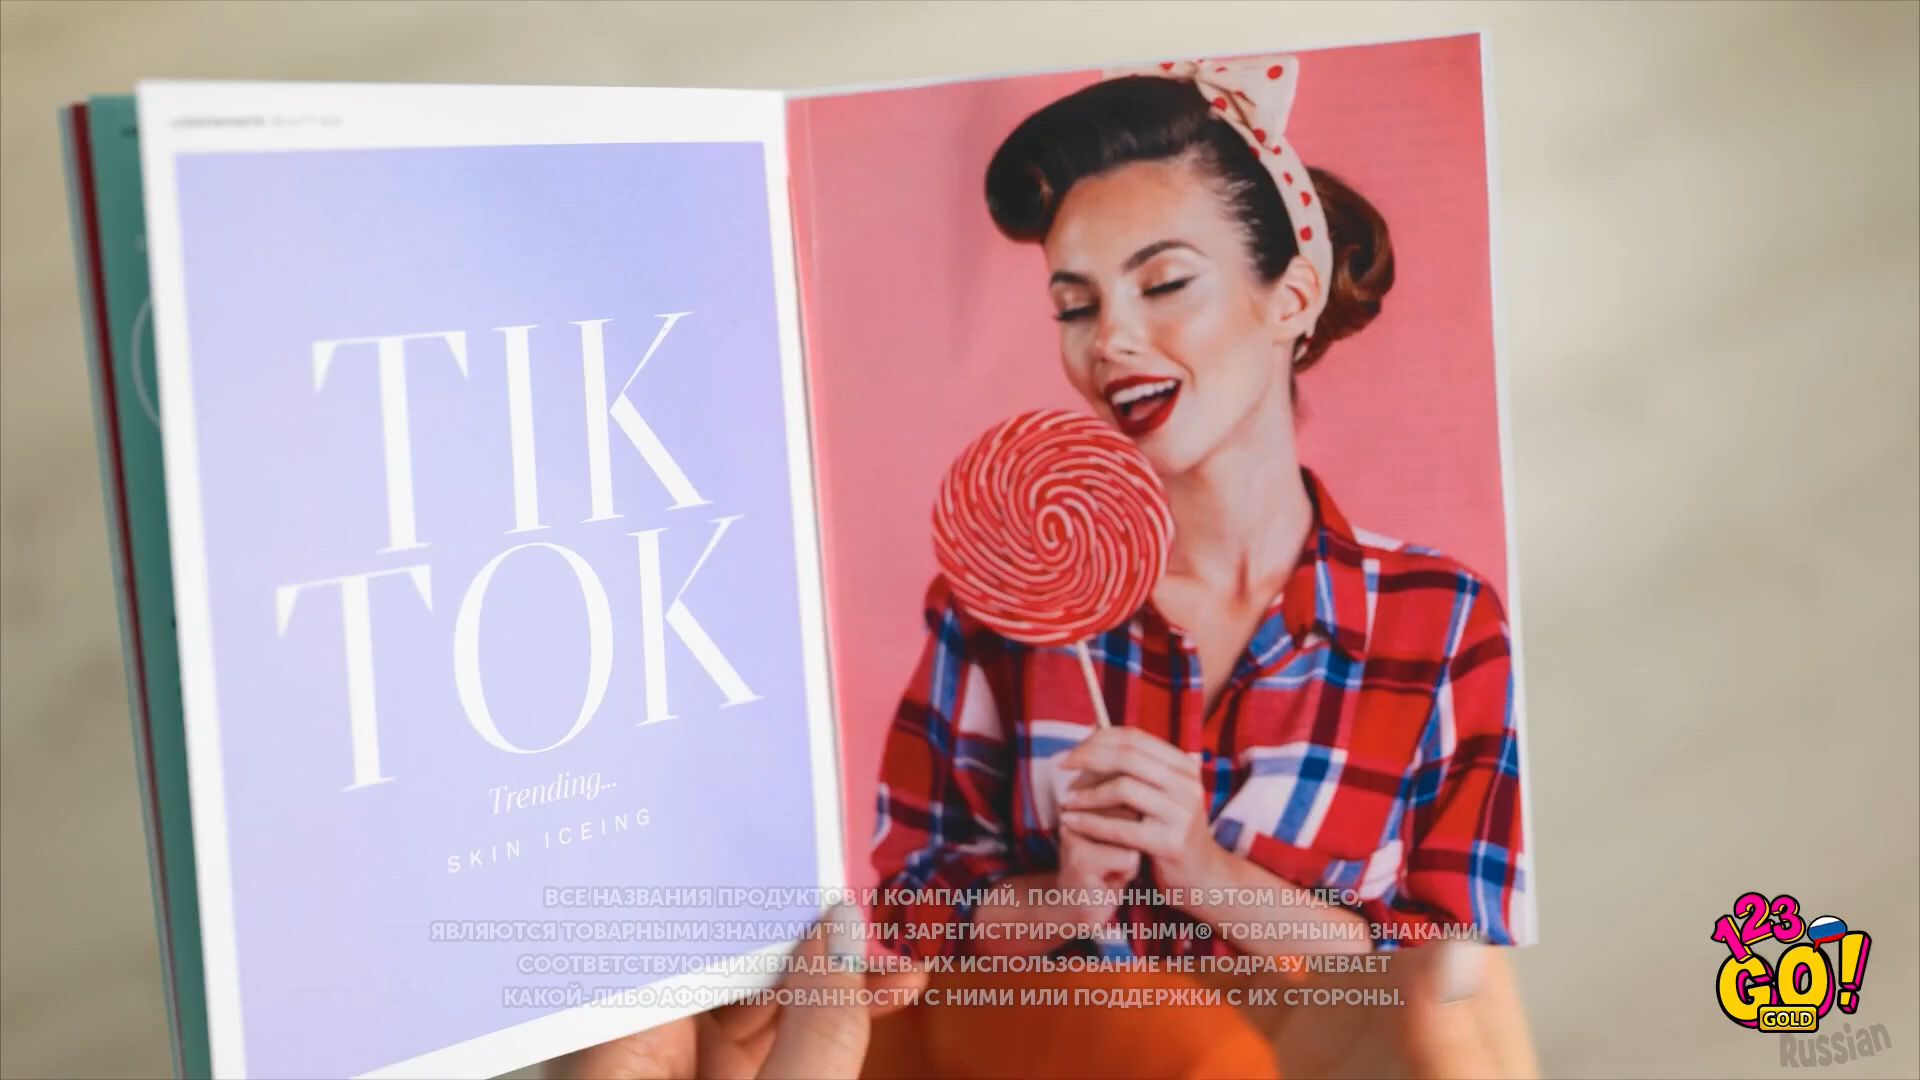 TIK
TOK
Trending...
SKIN ICEING
ВСЕ НАЗВАНИЯ ПРОДУКТОВ И КОМПАНИЙ, ПОКАЗАННЫЕ В ЭТОМ ВИДЕО,
ЯВЛЯЮТСЯ ТОВАРНЫМИ ЗНАКАМИ™ ИЛИ ЗАРЕГИСТРИРОВАННЫМИ® ТОВАРНЫМИ ЗНАКАМИ
СООТВЕТСТВУЮЩИХ ВЛАДЕЛЬЦЕВ. ИХ ИСПОЛЬЗОВАНИЕ НЕ ПОДРАЗУМЕВАЕТ
КАКОЙ-ЛИБО АФФИЛИРОВАННОСТИ С НИМИ ИЛИ ПОДДЕРЖКИ С ИХ СТОРОНЫ.
123
GO!
GOLD
Russian